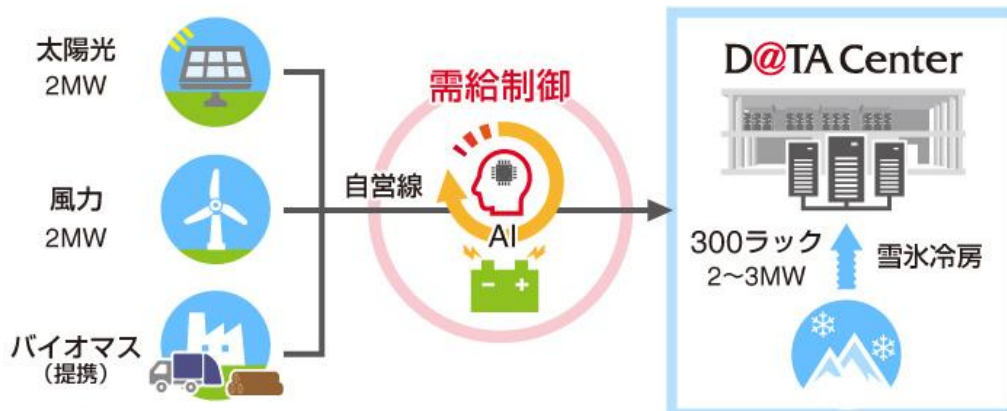 太陽光
2MW
風力
2MW
バイオマス
（提携）
自営線
需給制御
AI
D@TA Center
300ラック
2～3MW
雪氷冷房